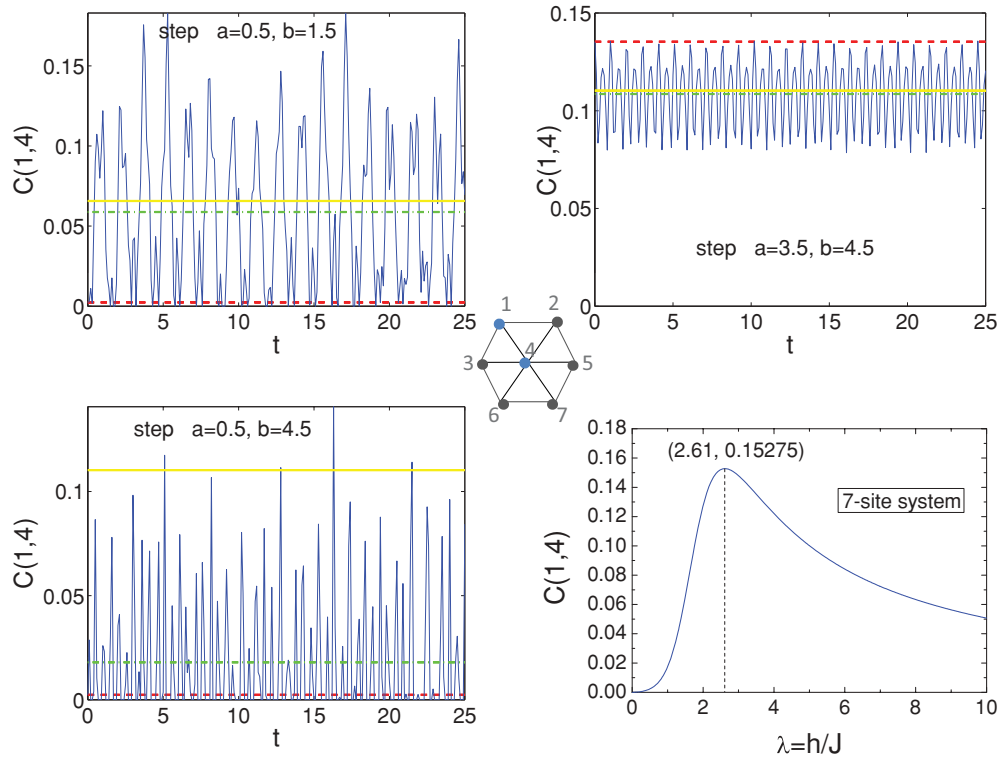 step a=0.5, b=1.5
C(1,4)
0.15
0.1
0.05
0
0 5 10 15 20 25
t
0.15
0.1
0.05
0
C(1,4)
step a=3.5, b=4.5
0 5 10 15 20 25
t
1 2
3 4 5
6 7
step a=0.5, b=4.5
C(1,4)
0.1
0.05
0
0 5 10 15 20 25
t
0.18
0.16
0.14
0.12
0.10
0.08
0.06
0.04
0.02
0.00
C(1,4)
(2.61, 0.15275)
7-site system
0 2 4 6 8 10
λ=h/J